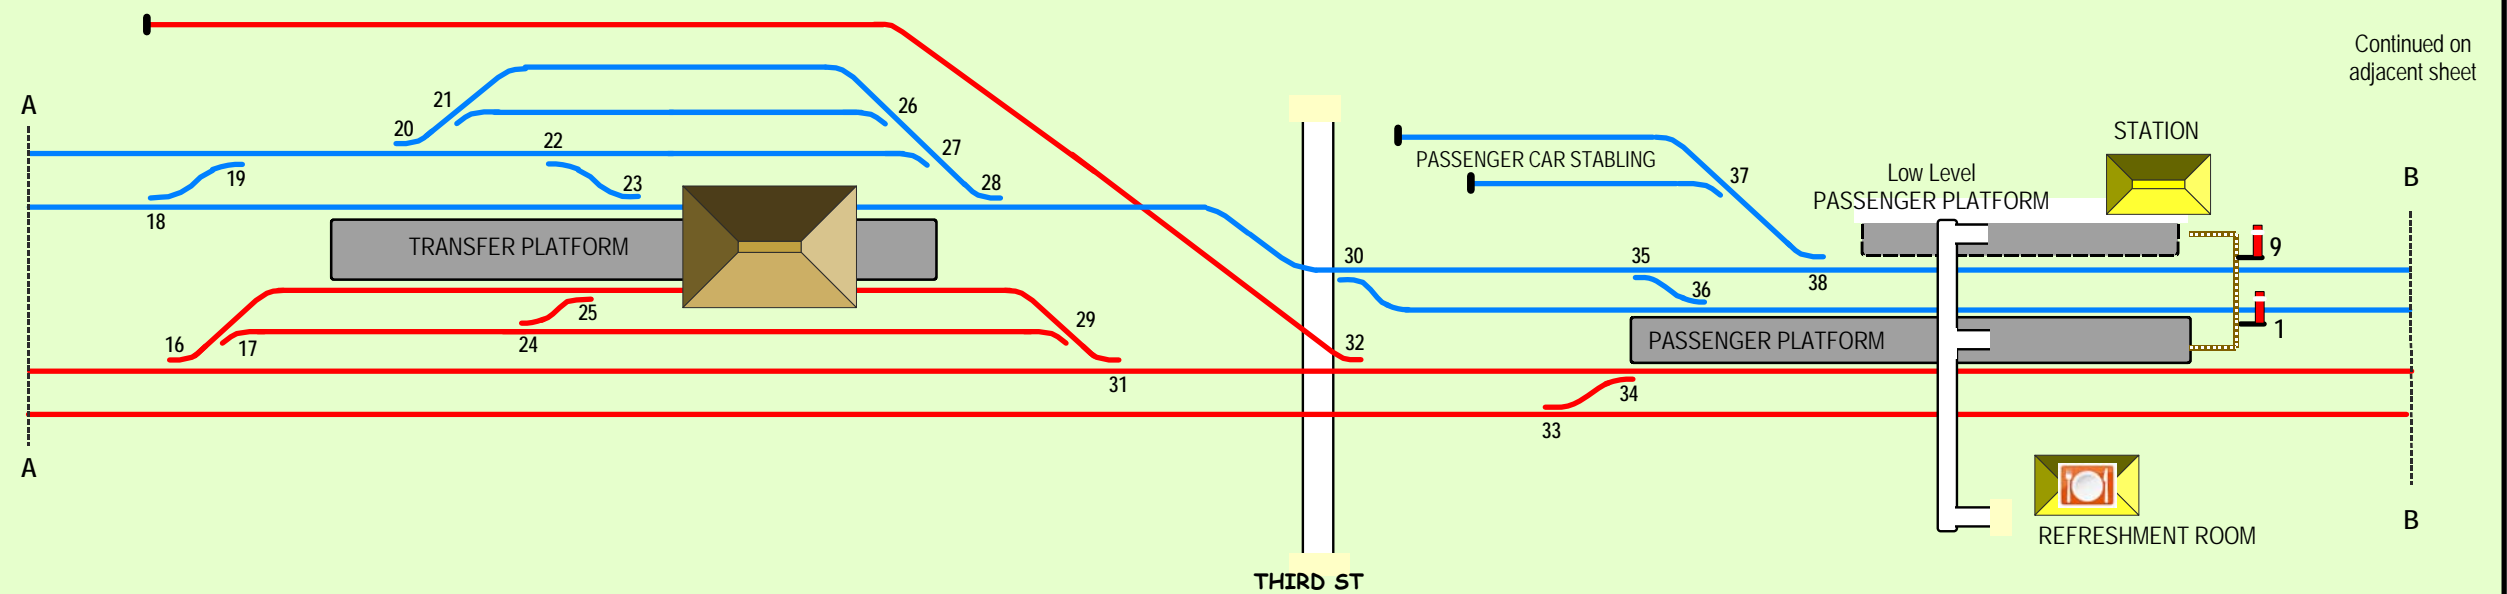 Continued on
adjacent sheet
A
21
26
20
22
27
STATION
PASSENGER CAR STABLING
37
Low Level
PASSENGER PLATFORM
B
19
23
28
18
TRANSFER PLATFORM
30
35
9
38
36
25
16
17
24
29
32
PASSENGER PLATFORM
1
31
34
33
A
B
REFRESHMENT ROOM
THIRD ST